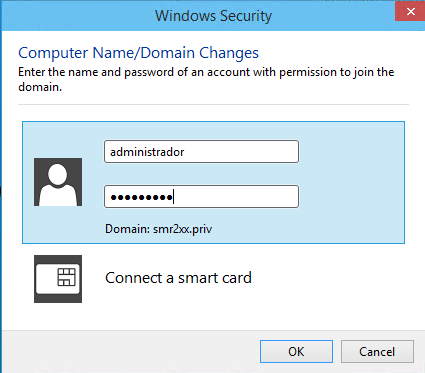 Windows Security
Computer Name/Domain Changes
Enter the name and password of an account with permission to join the
domain.
administrador
●●●●●●●●●
Domain: smr2xx.priv
Connect a smart card
OK
Cancel